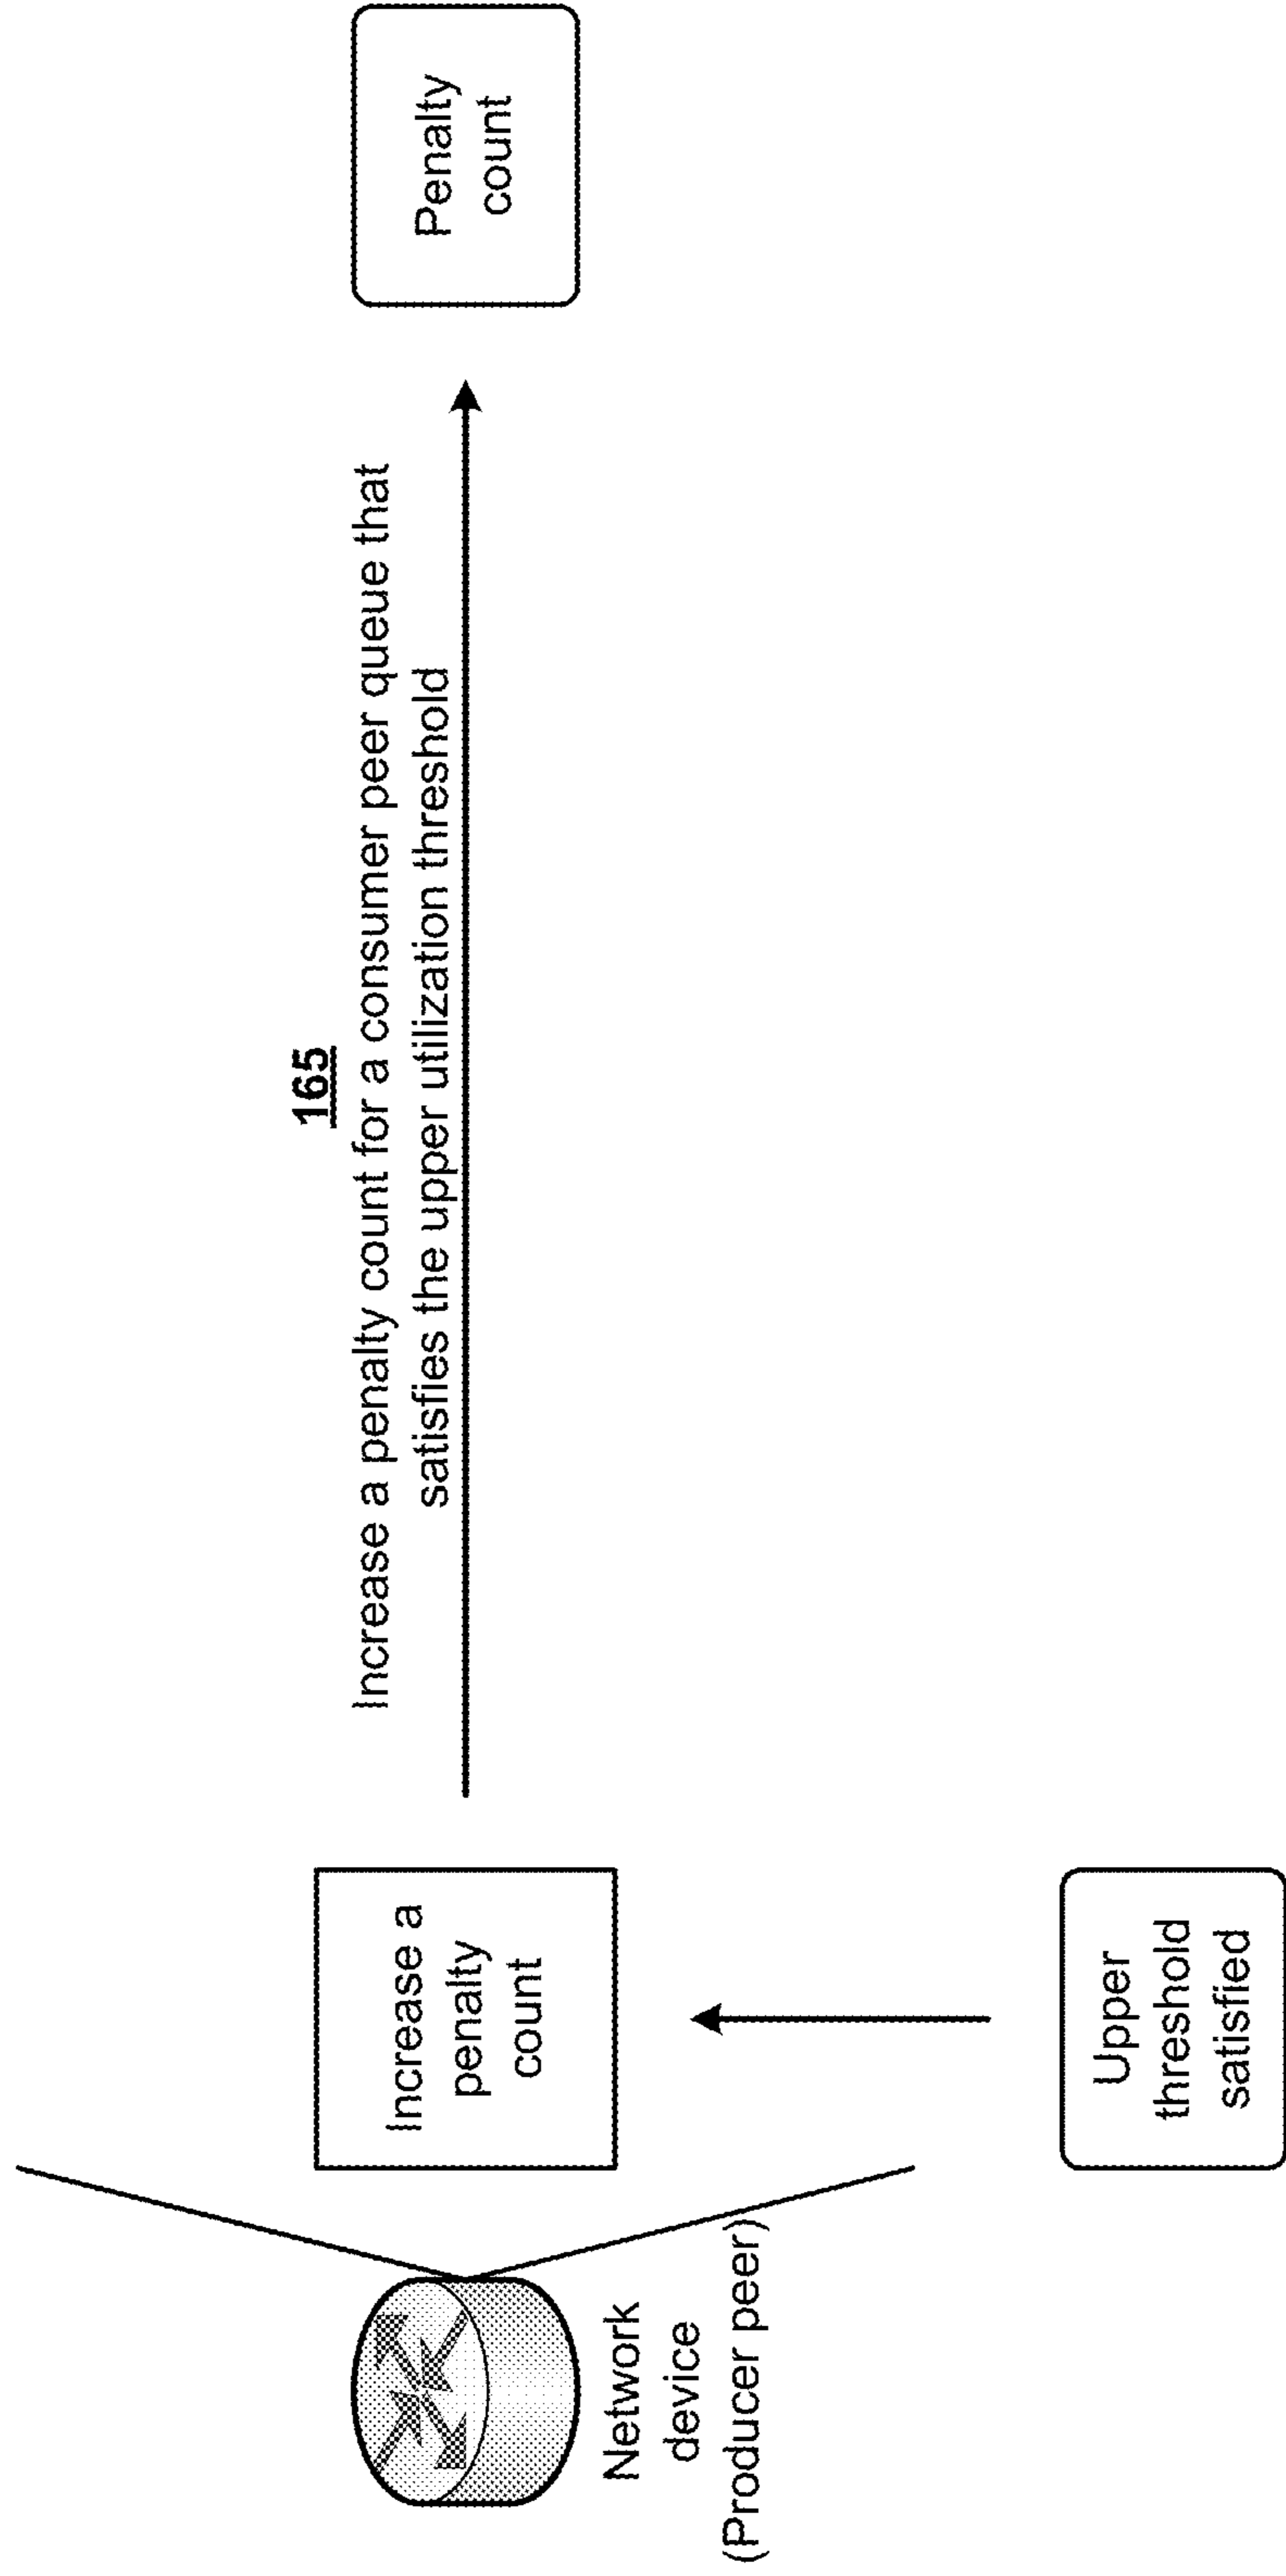 165
Increase a penalty count for a consumer peer queue that
satisfies the upper utilization threshold
Network
device
(Producer peer)
Increase a
penalty
count
Penalty
count
Upper
threshold
satisfied